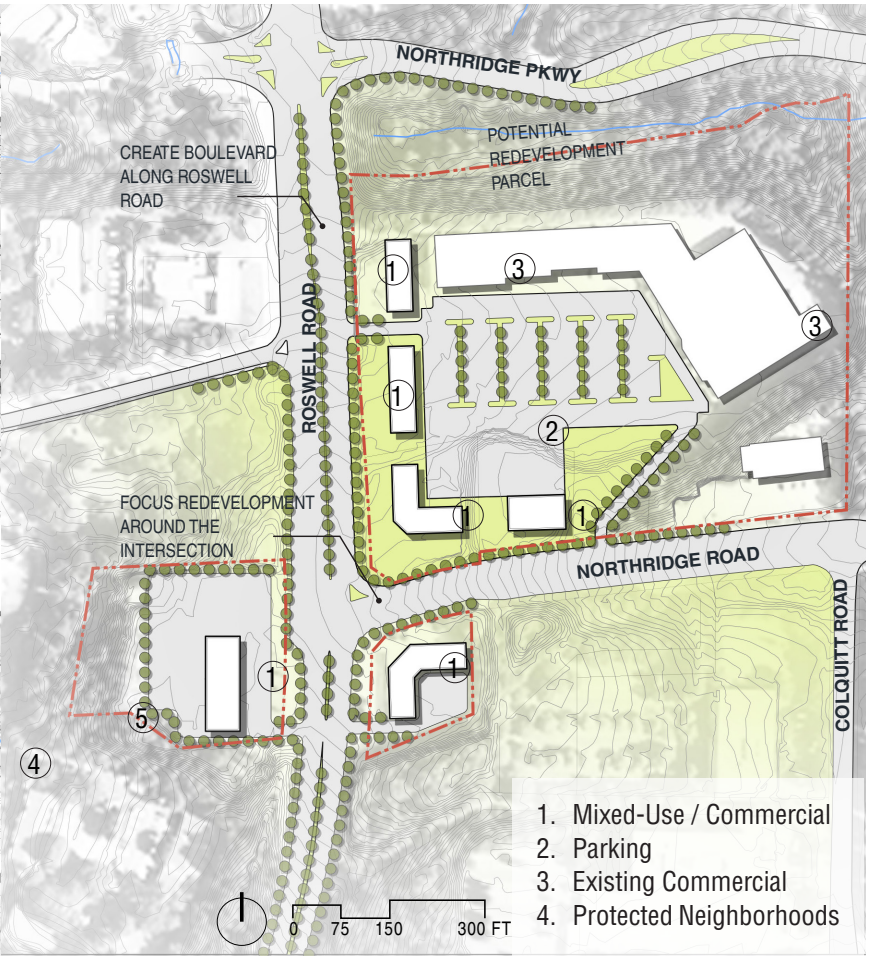 NORTHRIDGE PKWY
POTENTIAL
REDEVELOPMENT
PARCEL
CREATE BOULEVARD
ALONG ROSWELL
ROAD
1
3
3
ROSWELL ROAD
1
2
FOCUS REDEVELOPMENT
AROUND THE
INTERSECTION
1
1
NORTHRIDGE ROAD
COLQUITT ROAD
1
1
5
4
1. Mixed-Use / Commercial
2. Parking
3. Existing Commercial
4. Protected Neighborhoods
0 75 150 300 FT